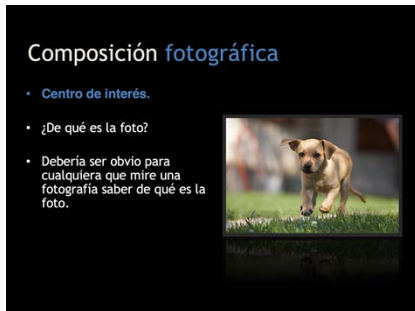 Composición fotográfica
• Centro de interés.
• ¿De qué es la foto?
• Debería ser obvio para
cualquiera que mire una
fotografía saber de qué es la
foto.